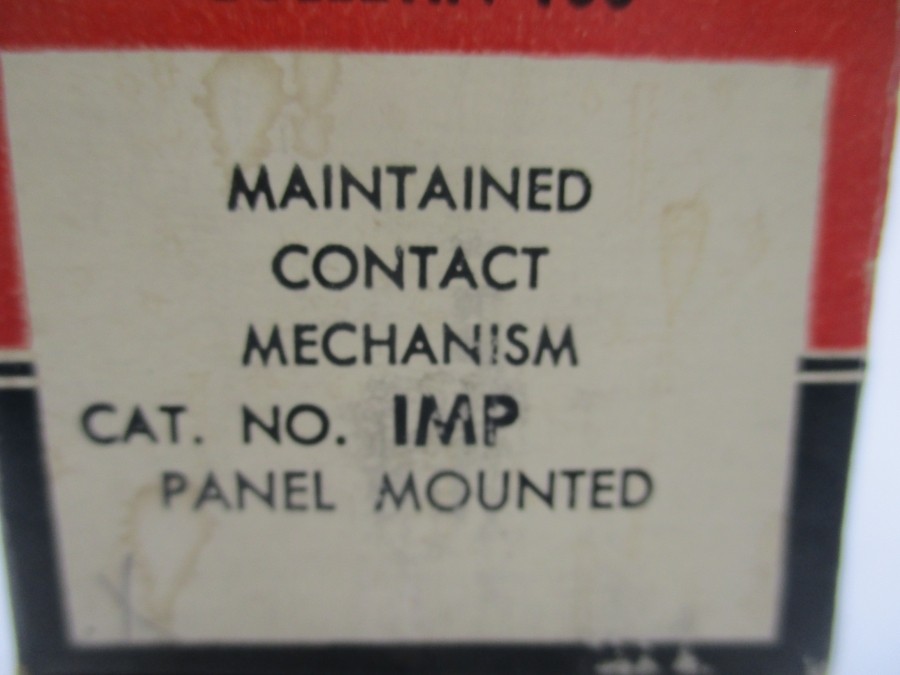 MAINTAINED
CONTACT
MECHANISM
CAT. NO. IMP
PANEL MOUNTED